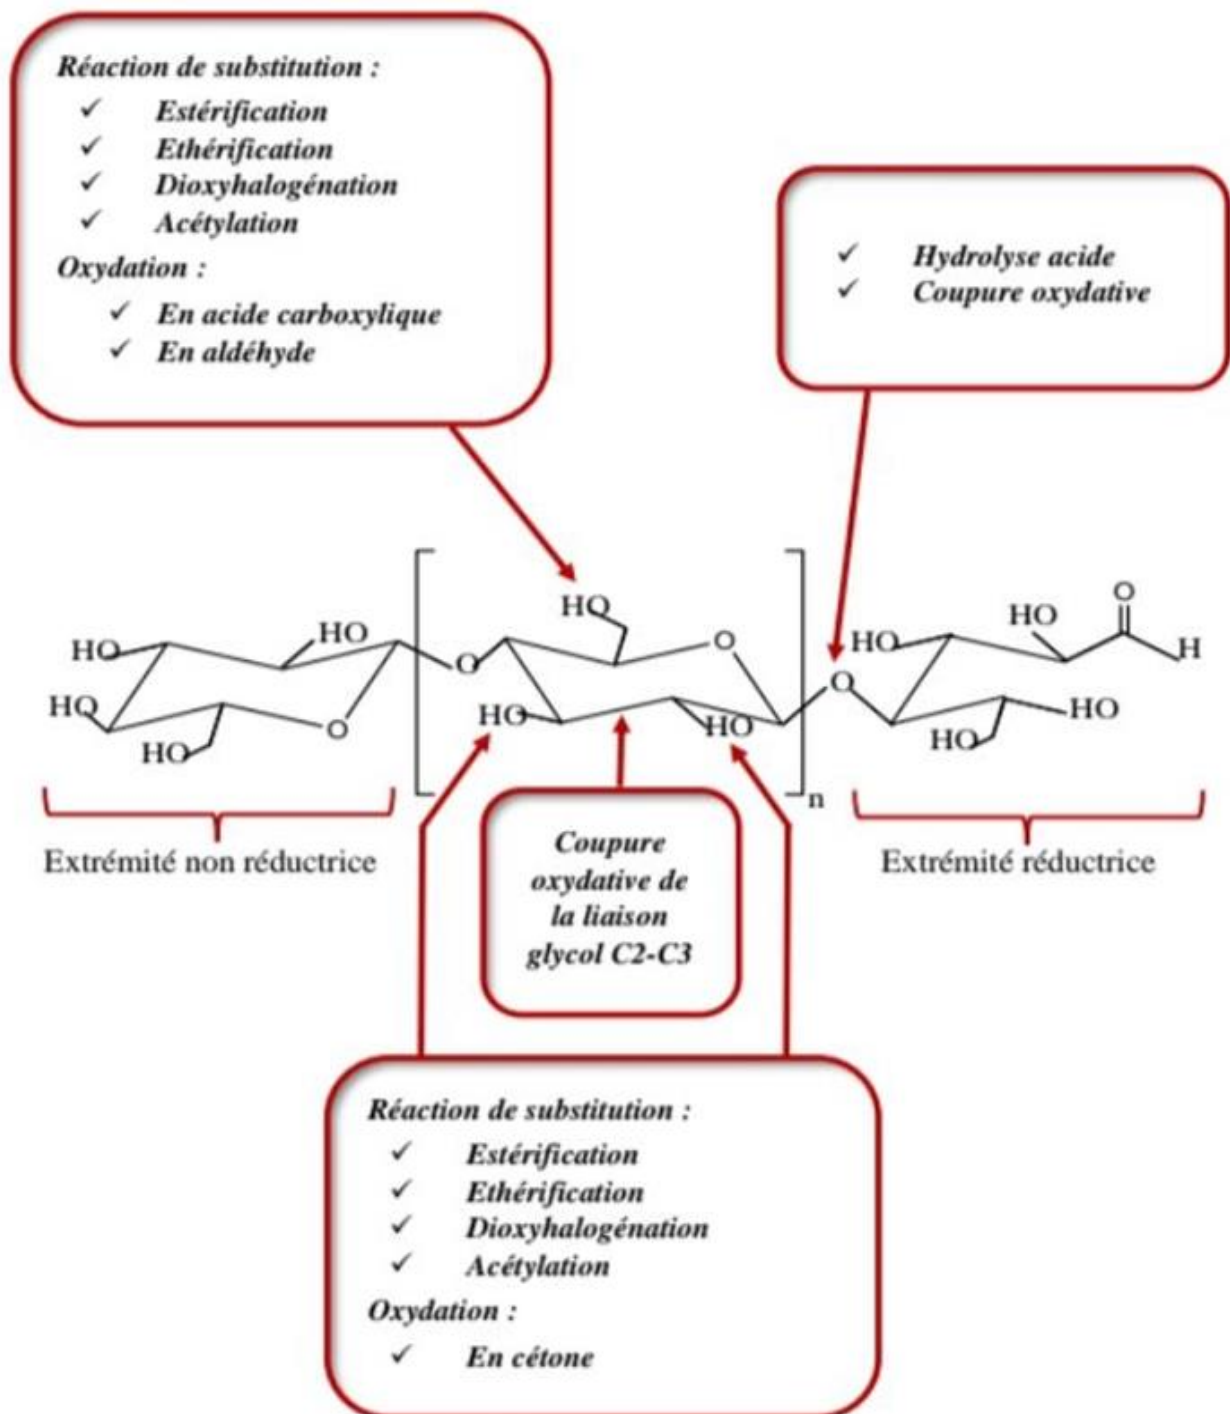 Réaction de substitution :
✓ Estérification
✓ Ethérification
✓ Dioxyhalogénation
✓ Acétylation
Oxydation :
✓ En acide carboxylique
✓ En aldéhyde
✓ Hydrolyse acide
✓ Coupure oxydative
HO
HO
HO
HO
O
O
HO
O
HO
HO
n
O
HO
HO
O
H
HO
HO
Extrémité non réductrice
Coupure
oxydative de
la liaison
glycol C2-C3
Extrémité réductrice
Réaction de substitution :
✓ Estérification
✓ Ethérification
✓ Dioxyhalogénation
✓ Acétylation
Oxydation :
✓ En cétone